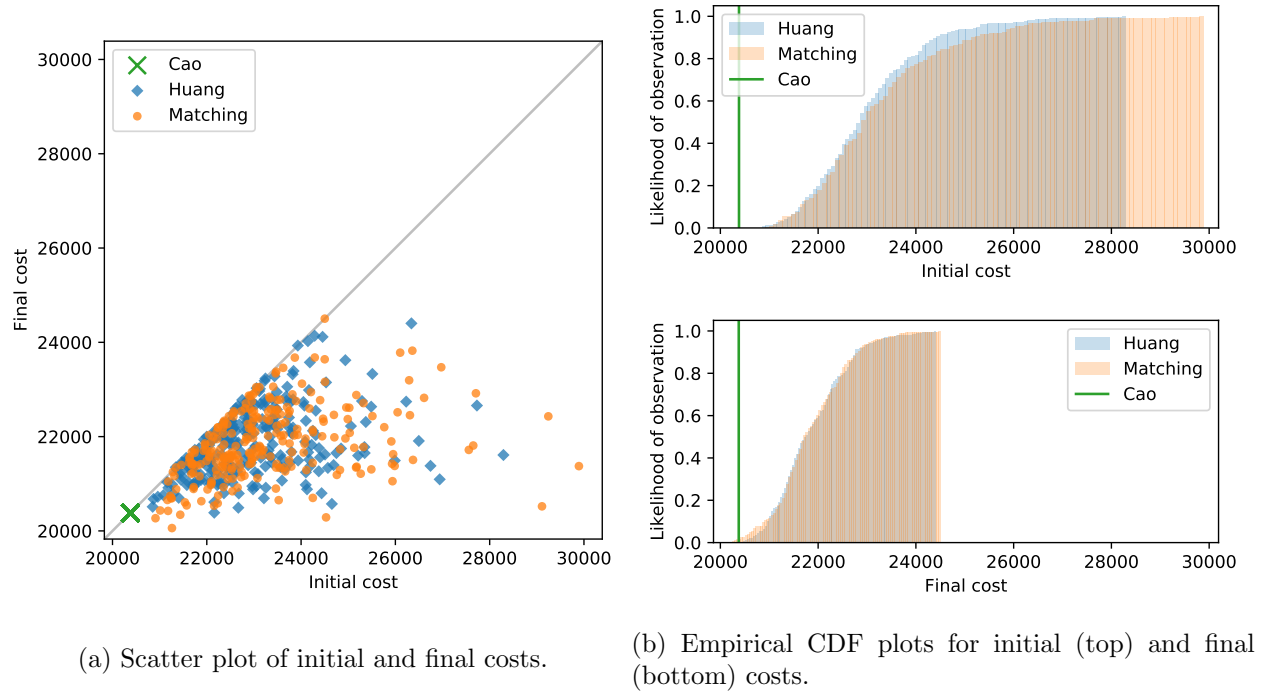 30000
28000
26000
24000
22000
20000
Final cost
Cao
Huang
Matching
20000 22000 24000 26000 28000 30000
Initial cost
(a) Scatter plot of initial and final costs.
1.0
0.8
0.6
0.4
0.2
0.0
Likelihood of observation
Huang
Matching
Cao
20000 22000 24000 26000 28000 30000
Initial cost
1.0
0.8
0.6
0.4
0.2
0.0
Likelihood of observation
Huang
Matching
Cao
20000 22000 24000 26000 28000 30000
Final cost
(b) Empirical CDF plots for initial (top) and final
(bottom) costs.